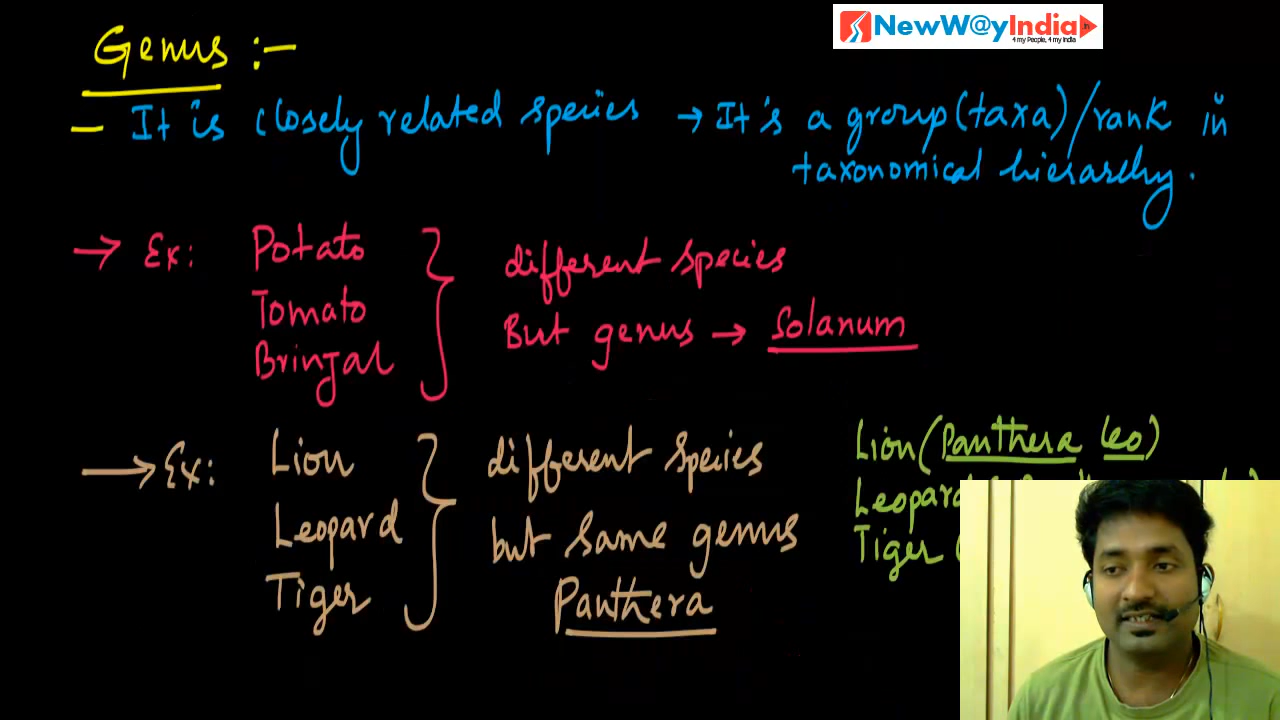 NewW@yIndia
4 my People, 4 my India
Genus :-
- It is closely related species → It's a group (taxa)/rank in
taxonomical hierarchy.
→ Ex: Potato
Tomato
Brinjal
different species
But genus → Solanum
→ Ex: Lion
Leopard
Tiger
different species
but same genus
Panthera
Lion (Panthera leo)
Leopard
Tiger (